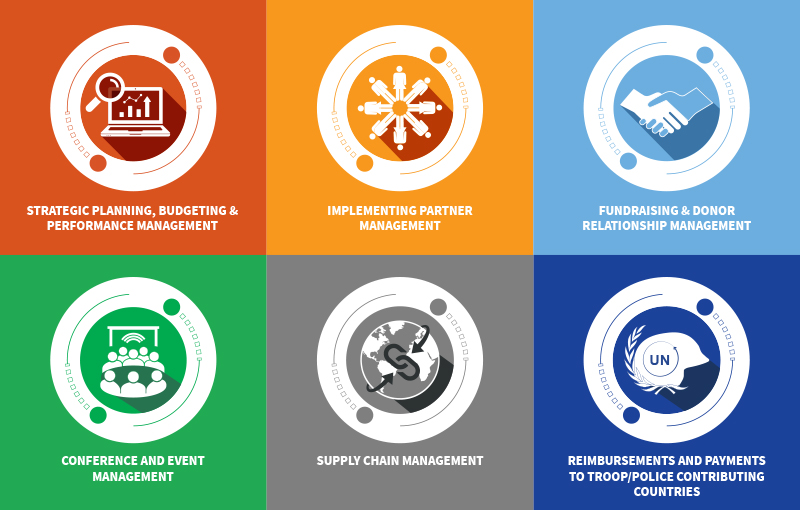 STRATEGIC PLANNING, BUDGETING &
PERFORMANCE MANAGEMENT
IMPLEMENTING PARTNER
MANAGEMENT
FUNDRAISING & DONOR
RELATIONSHIP MANAGEMENT
CONFERENCE AND EVENT
MANAGEMENT
SUPPLY CHAIN MANAGEMENT
UN
REIMBURSEMENTS AND PAYMENTS
TO TROOP/POLICE CONTRIBUTING
COUNTRIES